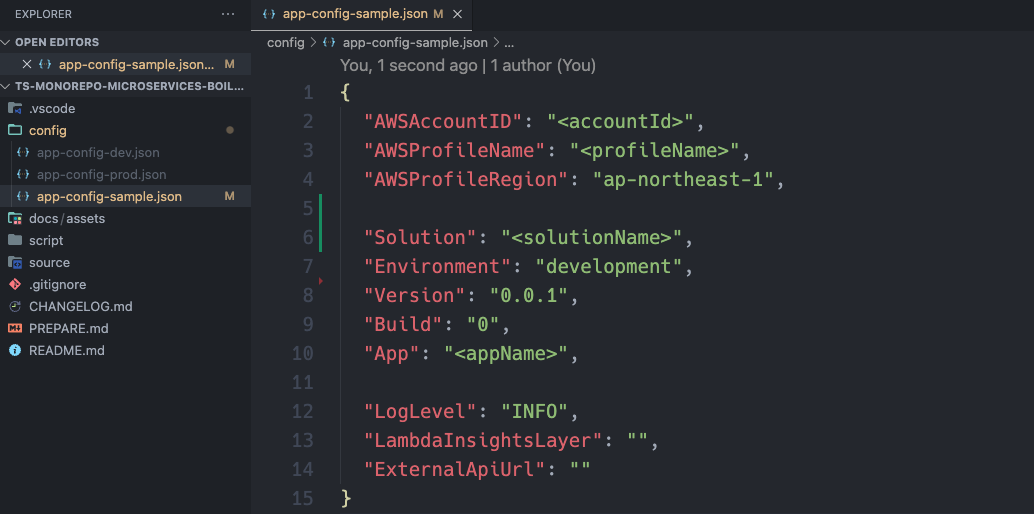 EXPLORER
...
OPEN EDITORS
app-config-sample.json... M
TS-MONOREPO-MICROSERVICES-BOIL...
.vscode
config
app-config-dev.json
app-config-prod.json
app-config-sample.json M
docs/assets
script
source
.gitignore
CHANGELOG.md
PREPARE.md
README.md
app-config-sample.json M
config > app-config-sample.json > ...
You, 1 second ago | 1 author (You)
1 {
2 "AWSAccountID": "<accountId>",
3 "AWSProfileName": "<profileName>",
4 "AWSProfileRegion": "ap-northeast-1",
5
6 "Solution": "<solutionName>",
7 "Environment": "development",
8 "Version": "0.0.1",
9 "Build": "0",
10 "App": "<appName>",
11
12 "LogLevel": "INFO",
13 "LambdaInsightsLayer": "",
14 "ExternalApiUrl": ""
15 }